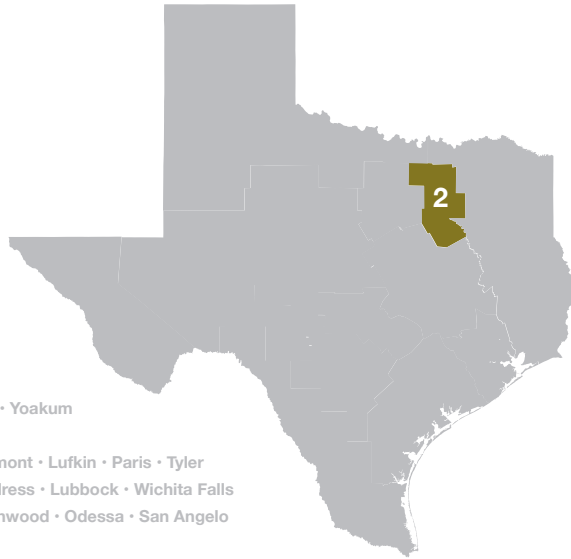 2
• Yoakum
mont • Lufkin • Paris • Tyler
dress • Lubbock • Wichita Falls
nwood • Odessa • San Angelo